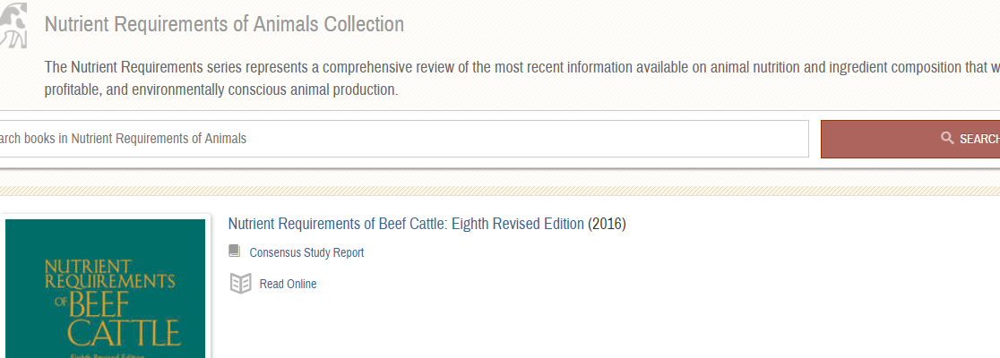 Nutrient Requirements of Animals Collection
The Nutrient Requirements series represents a comprehensive review of the most recent information available on animal nutrition and ingredient composition that
profitable, and environmentally conscious animal production.
books in Nutrient Requirements of Animals
SEARCH
Nutrient Requirements of Beef Cattle: Eighth Revised Edition (2016)
Consensus Study Report
Read Online
NUTRIENT
REQUIREMENTS
OF BEEF
CATTLE
Eighth Revised Edition